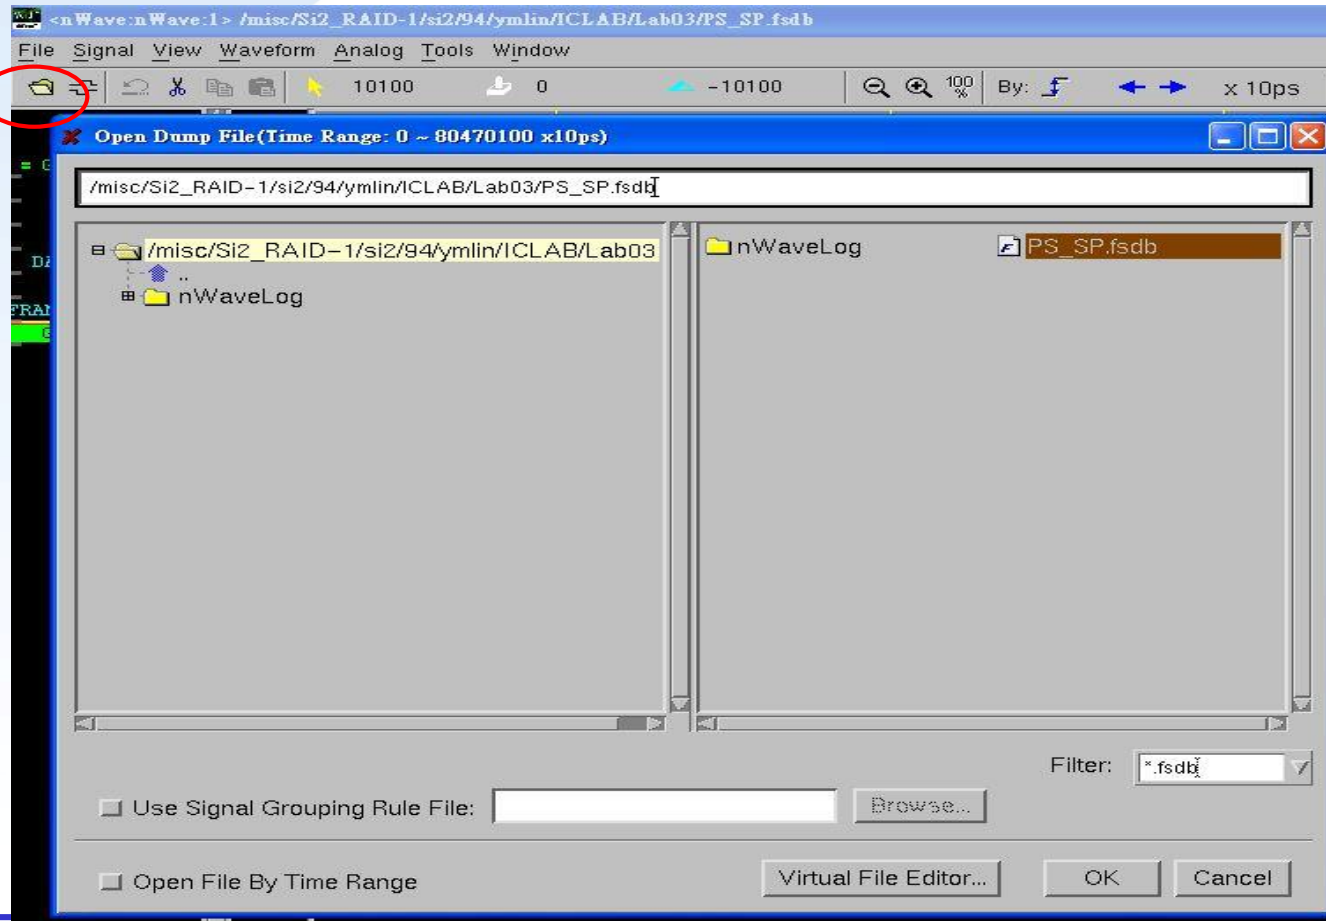 <nWave:nWave:1> /misc/Si2_RAID-1/si2/94/ymlin/ICLAB/Lab03/PS_SP.fsdb
File Signal View Waveform Analog Tools Window
10100 0 -10100 100% By: x 10ps
Open Dump File(Time Range: 0 ~ 80470100 x10ps)
/misc/Si2_RAID-1/si2/94/ymlin/ICLAB/Lab03/PS_SP.fsdb
/misc/Si2_RAID-1/si2/94/ymlin/ICLAB/Lab03
..
nWaveLog
nWaveLog PS_SP.fsdb
Filter: *.fsdb
Use Signal Grouping Rule File: Browse...
Open File By Time Range Virtual File Editor... OK Cancel